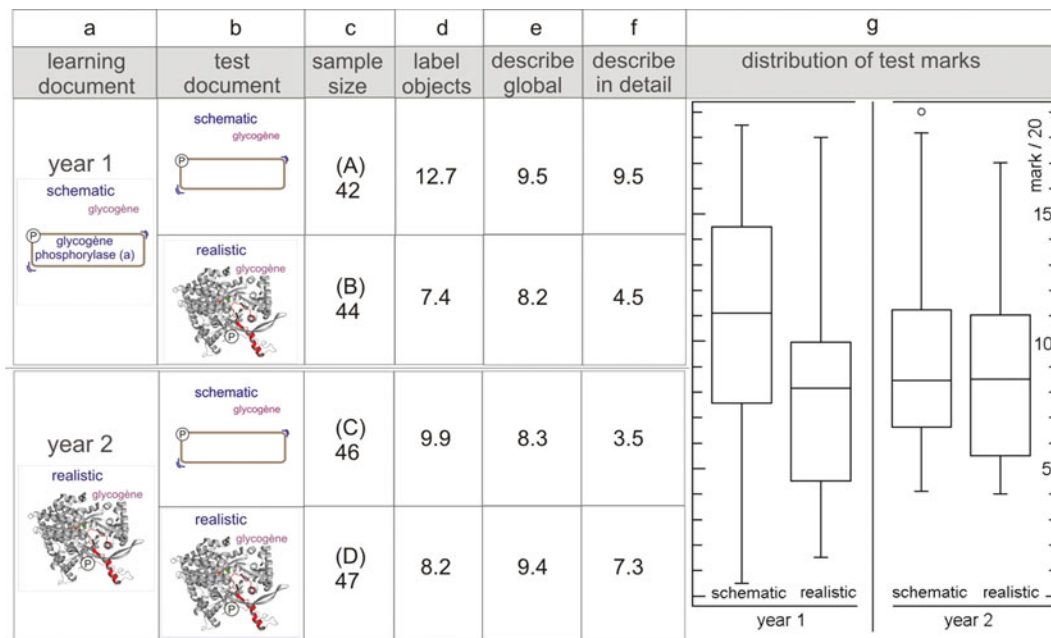 a b c d e f g
learning document
test document
sample size
label objects
describe global
describe in detail
distribution of test marks
year 1
schematic
glycogène
P
glycogène
phosphorylase (a)
schematic
glycogène
P
(A)
42
12.7
9.5
9.5
realistic
glycogène
P
(B)
44
7.4
8.2
4.5
year 2
realistic
glycogène
P
schematic
glycogène
P
(C)
46
9.9
8.3
3.5
realistic
glycogène
P
(D)
47
8.2
9.4
7.3
mark / 20
15
10
5
schematic realistic schematic realistic
year 1 year 2